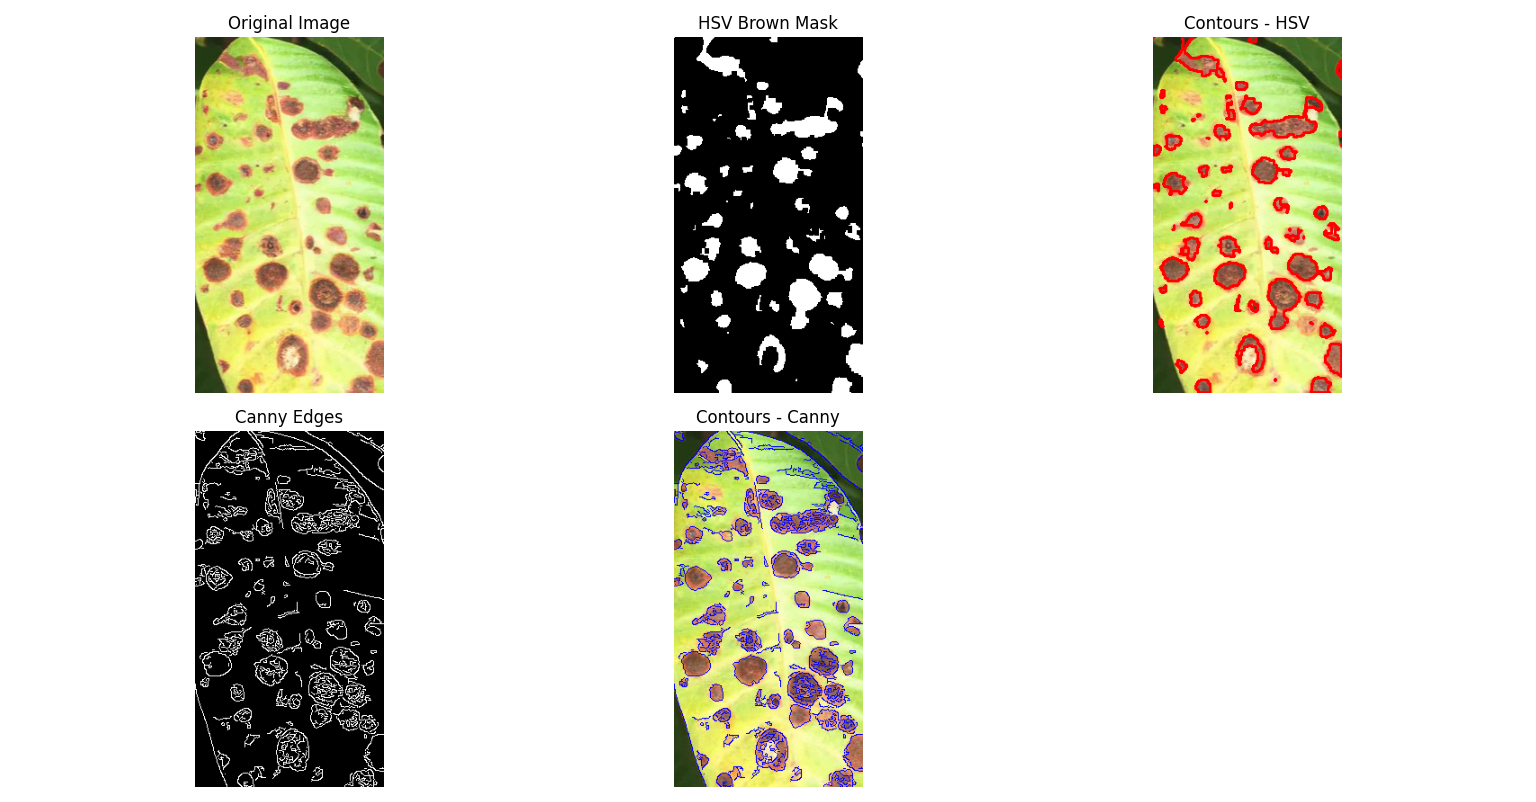 Original Image
HSV Brown Mask
Contours - HSV
Canny Edges
Contours - Canny